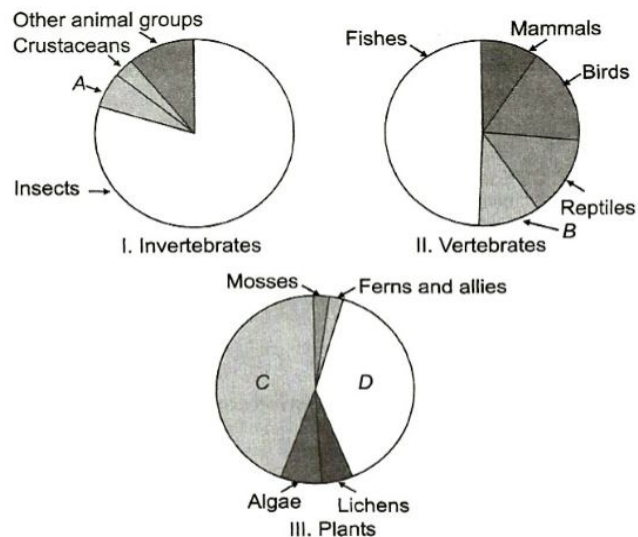 Other animal groups
Crustaceans
A
Insects
I. Invertebrates
Fishes
Mammals
Birds
Reptiles
B
II. Vertebrates
Mosses
Ferns and allies
C
D
Algae
Lichens
III. Plants